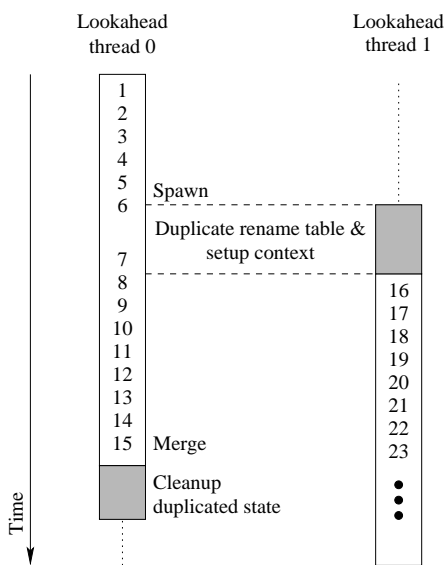 Lookahead
thread 0
Lookahead
thread 1
1
2
3
4
5
Spawn
6
Duplicate rename table &
setup context
7
8
9
10
11
12
13
14
15
Merge
16
17
18
19
20
21
22
23
Cleanup
duplicated state
Time